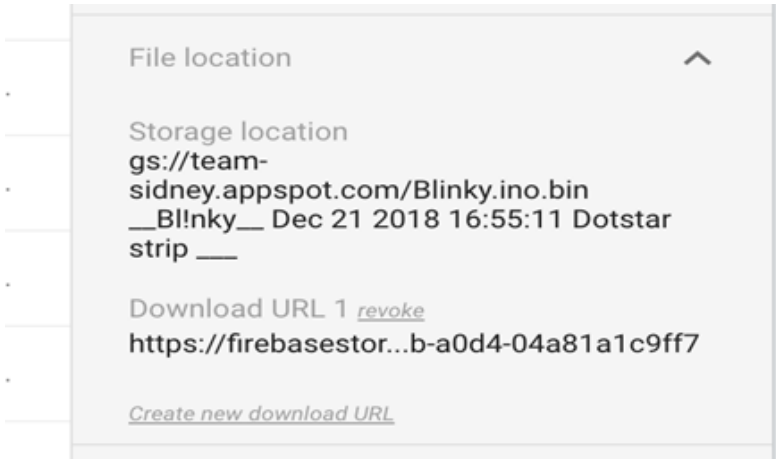 File location
Storage location
gs://team-
sidney.appspot.com/Blinky.ino.bin
__Bl!nky__ Dec 21 2018 16:55:11 Dotstar
strip ___
Download URL 1 revoke
https://firebasestor...b-a0d4-04a81a1c9ff7
Create new download URL